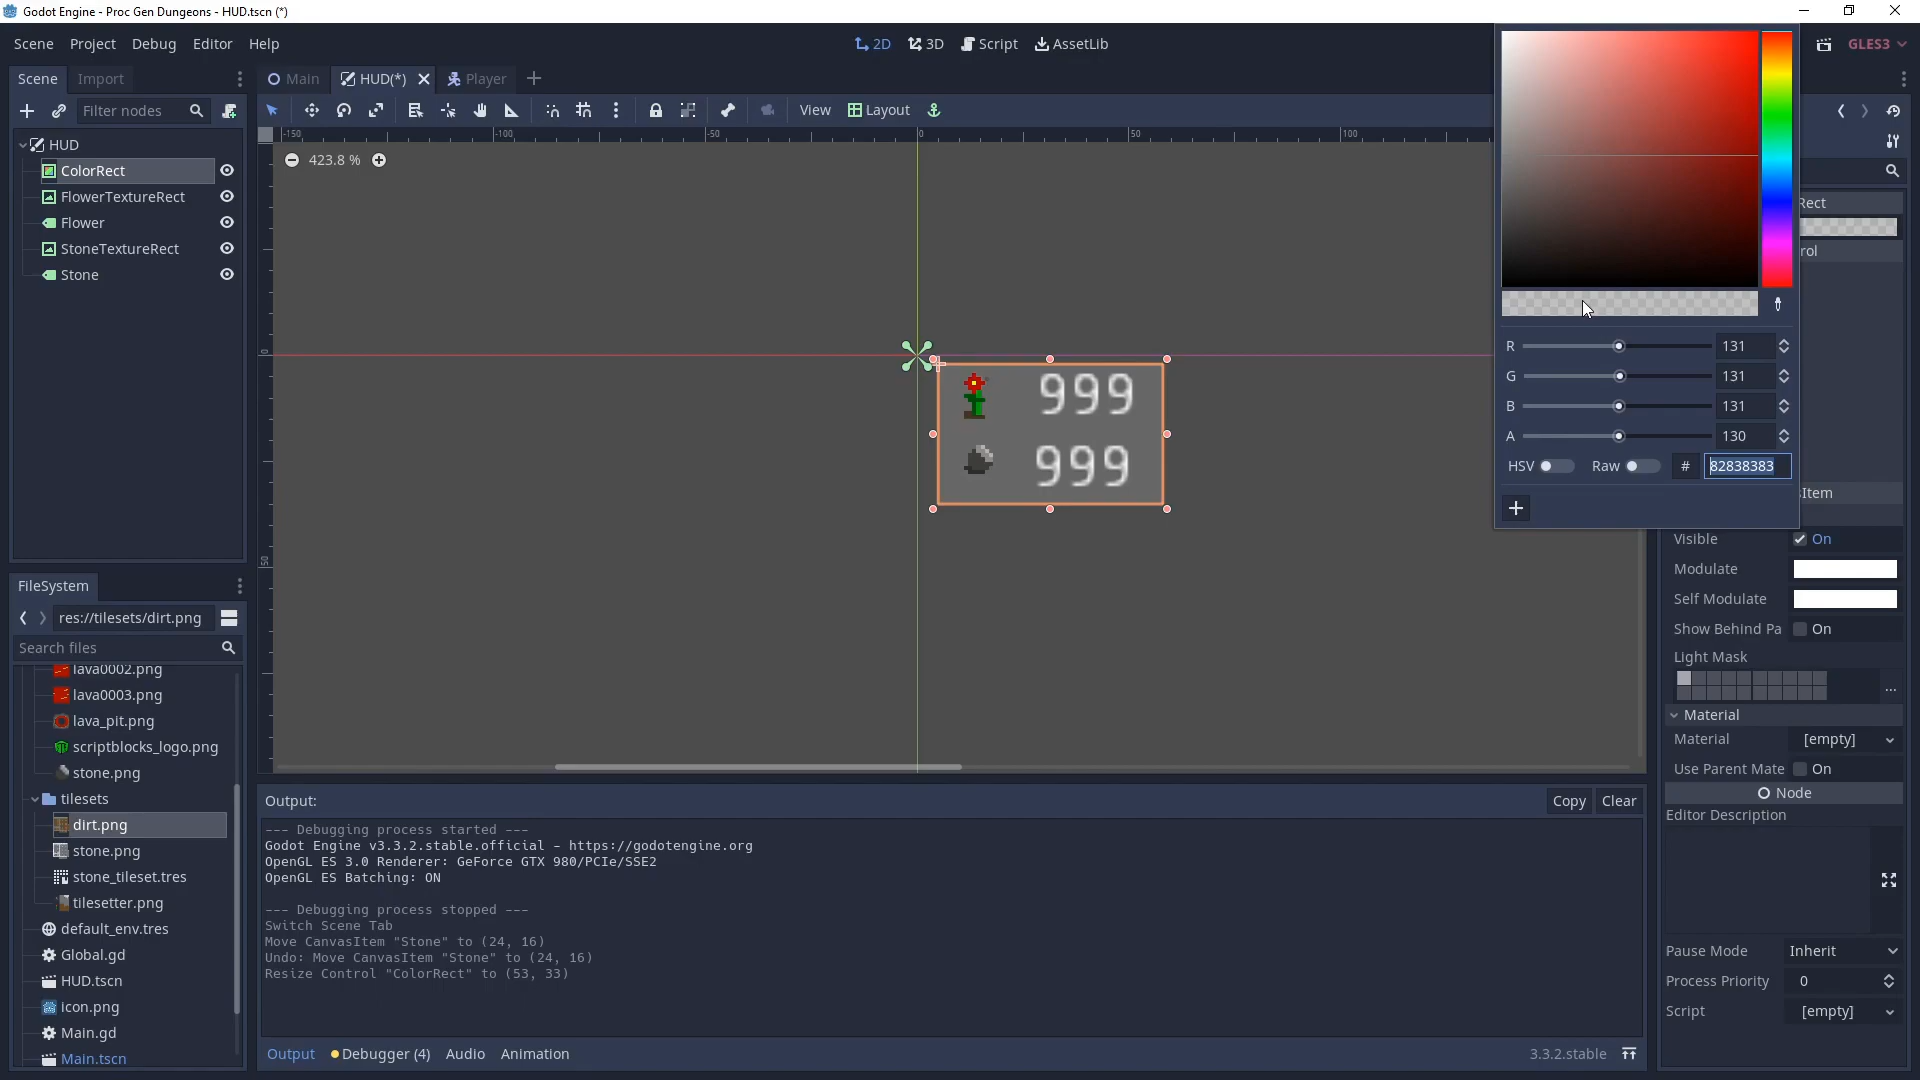 Godot Engine - Proc Gen Dungeons - HUD.tscn (*)
Scene Project Debug Editor Help
2D 3D Script AssetLib
GLES3
Scene Import
Main HUD(*) Player
Filter nodes
View Layout
-150 -100 -50 0 50 100
423.8 %
HUD
ColorRect
FlowerTextureRect
Flower
StoneTextureRect
Stone
0
50
999
999
Rect
rol
R 131
G 131
B 131
A 130
HSV Raw # 82838383
sItem
Visible On
Modulate
Self Modulate
Show Behind Pa On
Light Mask
...
Material
Material [empty]
Use Parent Mate On
Node
Editor Description
Pause Mode Inherit
Process Priority 0
Script [empty]
FileSystem
res://tilesets/dirt.png
Search files
lava0002.png
lava0003.png
lava_pit.png
scriptblocks_logo.png
stone.png
tilesets
dirt.png
stone.png
stone_tileset.tres
tilesetter.png
default_env.tres
Global.gd
HUD.tscn
icon.png
Main.gd
Main.tscn
Output:
Copy Clear
--- Debugging process started ---
Godot Engine v3.3.2.stable.official - https://godotengine.org
OpenGL ES 3.0 Renderer: GeForce GTX 980/PCIe/SSE2
OpenGL ES Batching: ON
--- Debugging process stopped ---
Switch Scene Tab
Move CanvasItem "Stone" to (24, 16)
Undo: Move CanvasItem "Stone" to (24, 16)
Resize Control "ColorRect" to (53, 33)
Output Debugger (4) Audio Animation
3.3.2.stable